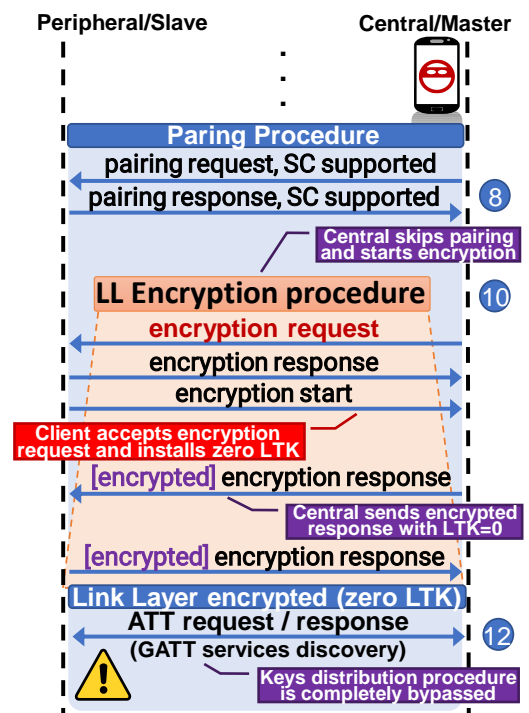 Peripheral/Slave
Central/Master
Paring Procedure
pairing request, SC supported
pairing response, SC supported
8
Central skips pairing
and starts encryption
LL Encryption procedure
10
encryption request
encryption response
encryption start
Client accepts encryption
request and installs zero LTK
[encrypted] encryption response
Central sends encrypted
response with LTK=0
[encrypted] encryption response
Link Layer encrypted (zero LTK)
ATT request / response
12
(GATT services discovery)
Keys distribution procedure
is completely bypassed